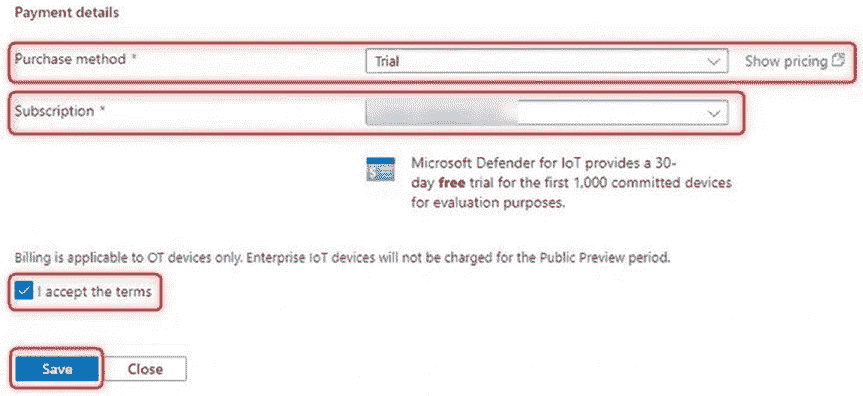 Payment details
Purchase method * Trial Show pricing
Subscription *
Microsoft Defender for IoT provides a 30-
day free trial for the first 1,000 committed devices
for evaluation purposes.
Billing is applicable to OT devices only. Enterprise IoT devices will not be charged for the Public Preview period.
I accept the terms
Save Close